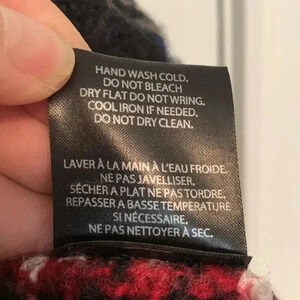 HAND WASH COLD.
DO NOT BLEACH
DRY FLAT DO NOT WRING.
COOL IRON IF NEEDED.
DO NOT DRY CLEAN.
LAVER À LA MAIN À L'EAU FROIDE.
NE PAS JAVELLISER.
SÉCHER A PLAT NE PAS TORDRE.
REPASSER A BASSE TEMPERATURE
SI NÉCESSAIRE.
NE PAS NETTOYER À SEC.